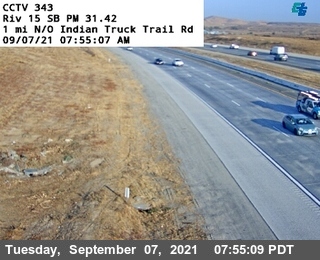 CCTV 343
Riv 15 SB PM 31.42
1 mi N/O Indian Truck Trail Rd
09/07/21 07:55:07 AM
Tuesday, September 07, 2021 07:55:09 PDT